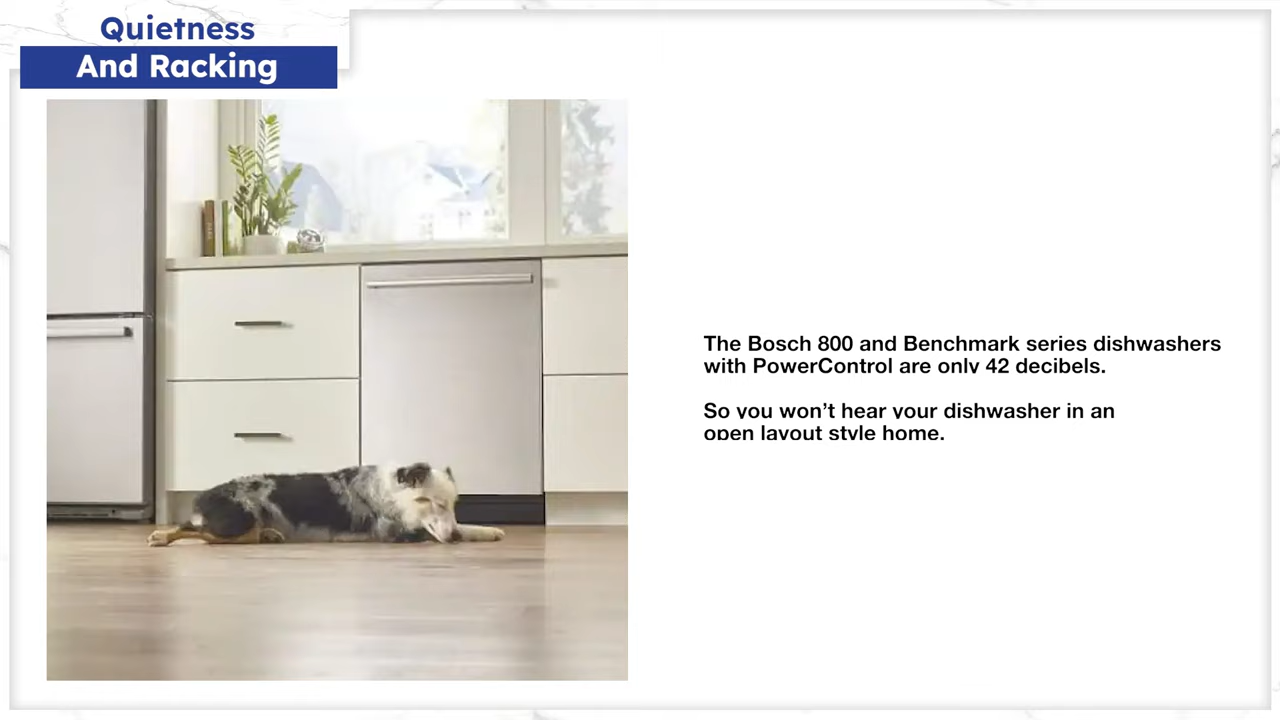 Quietness
And Racking
The Bosch 800 and Benchmark series dishwashers
with PowerControl are only 42 decibels.
So you won’t hear your dishwasher in an
open layout style home.